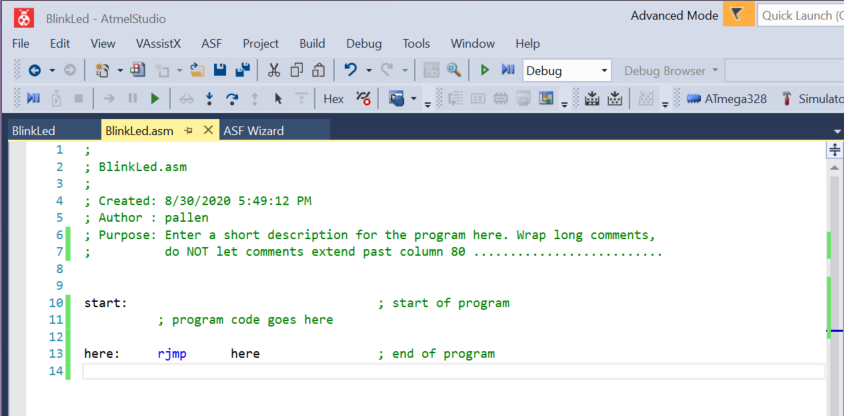 BlinkLed - AtmelStudio
Advanced Mode
Quick Launch (
File Edit View VAssistX ASF Project Build Debug Tools Window Help
Debug
Debug Browser
Hex
ATmega328
Simulato
BlinkLed BlinkLed.asm ASF Wizard
1 ;
2 ; BlinkLed.asm
3 ;
4 ; Created: 8/30/2020 5:49:12 PM
5 ; Author : pallen
6 ; Purpose: Enter a short description for the program here. Wrap long comments,
7 ; do NOT let comments extend past column 80 ..........................
8
9
10 start: ; start of program
11 ; program code goes here
12
13 here: rjmp here ; end of program
14